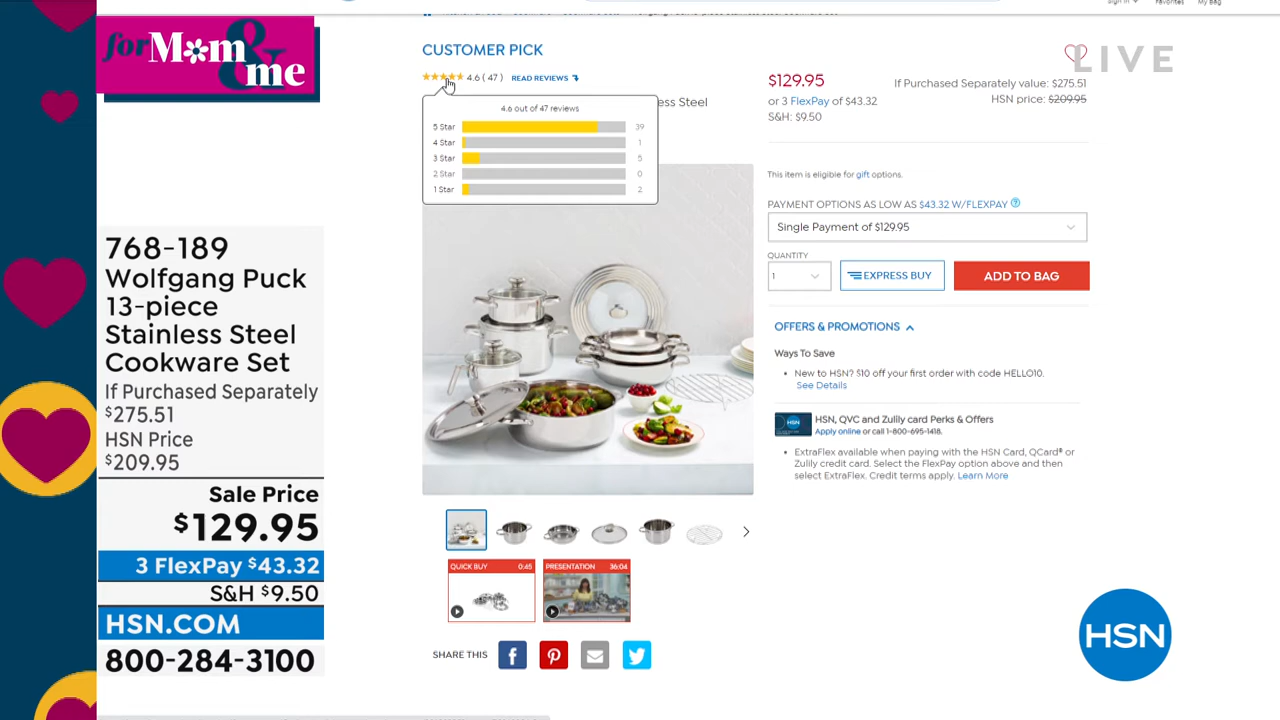 for Mom & me
768-189
Wolfgang Puck
13-piece
Stainless Steel
Cookware Set
If Purchased Separately
$275.51
HSN Price
$209.95
Sale Price
$129.95
3 FlexPay $43.32
S&H $9.50
HSN.COM
800-284-3100
Favorites
My Bag
CUSTOMER PICK
4.6 ( 47 ) READ REVIEWS
Steel
4.6 out of 47 reviews
5 Star 39
4 Star 1
3 Star 5
2 Star 0
1 Star 2
QUICK BUY 0:45
PRESENTATION 36:04
SHARE THIS
LIVE
$129.95
or 3 FlexPay of $43.32
S&H: $9.50
If Purchased Separately value: $275.51
HSN price: $209.95
This item is eligible for gift options.
PAYMENT OPTIONS AS LOW AS $43.32 W/FLEXPAY ?
Single Payment of $129.95
QUANTITY
1
EXPRESS BUY
ADD TO BAG
OFFERS & PROMOTIONS
Ways To Save
• New to HSN? $10 off your first order with code HELLO10.
See Details
HSN
HSN, QVC and Zulily card Perks & Offers
Apply online or call 1-800-695-1418.
• ExtraFlex available when paying with the HSN Card, QCard® or
Zulily credit card. Select the FlexPay option above and then
select ExtraFlex. Credit terms apply. Learn More
HSN